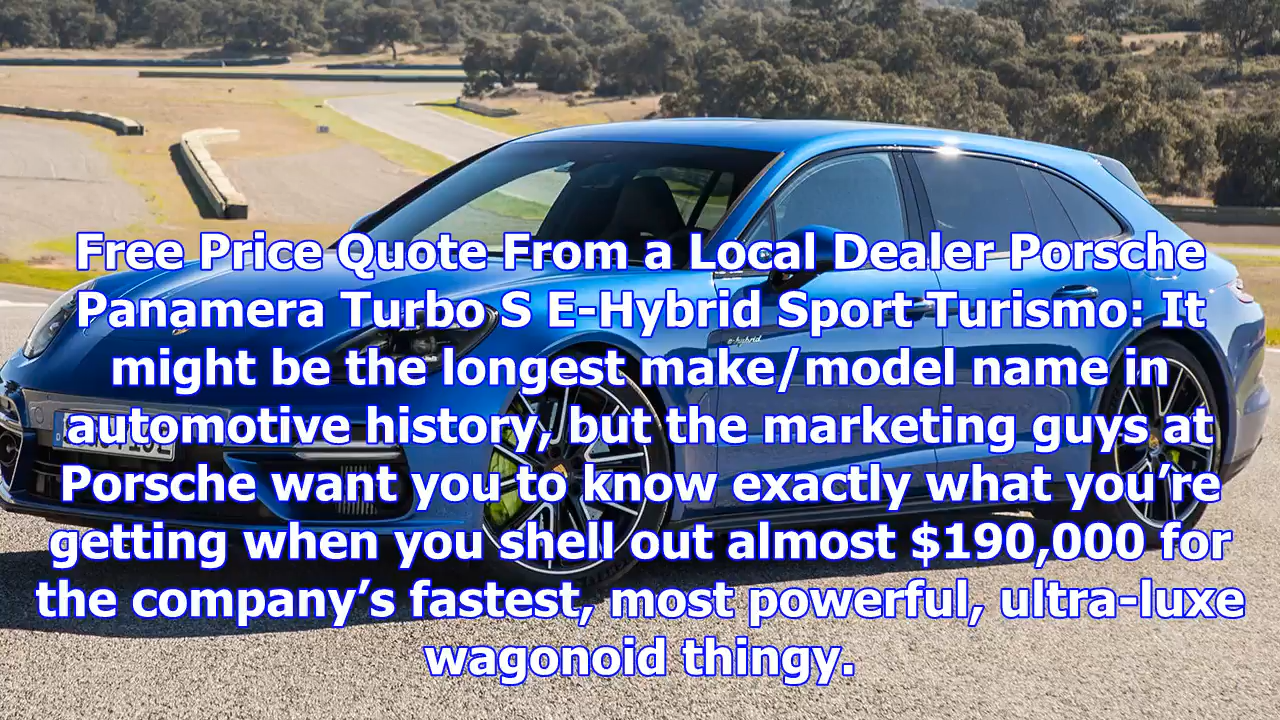 Free Price Quote From a Local Dealer Porsche
Panamera Turbo S E-Hybrid Sport Turismo: It
might be the longest make/model name in
automotive history, but the marketing guys at
Porsche want you to know exactly what you’re
getting when you shell out almost $190,000 for
the company’s fastest, most powerful, ultra-luxe
wagonoid thingy.
e-hybrid